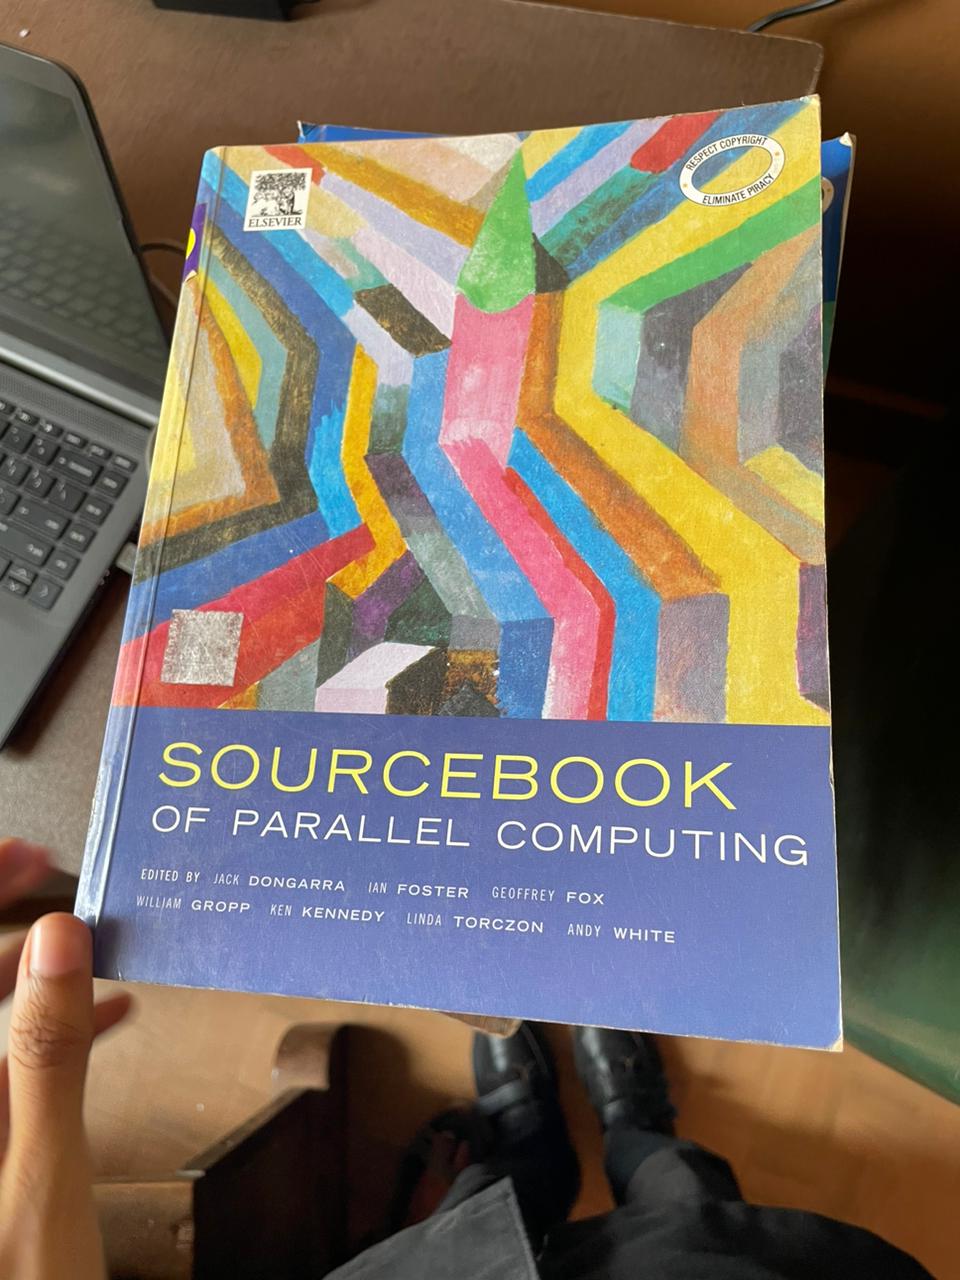 RESPECT COPYRIGHT
ELIMINATE PIRACY
ELSEVIER
SOURCEBOOK
OF PARALLEL COMPUTING
EDITED BY JACK DONGARRA IAN FOSTER GEOFFREY FOX
WILLIAM GROPP KEN KENNEDY LINDA TORCZON ANDY WHITE